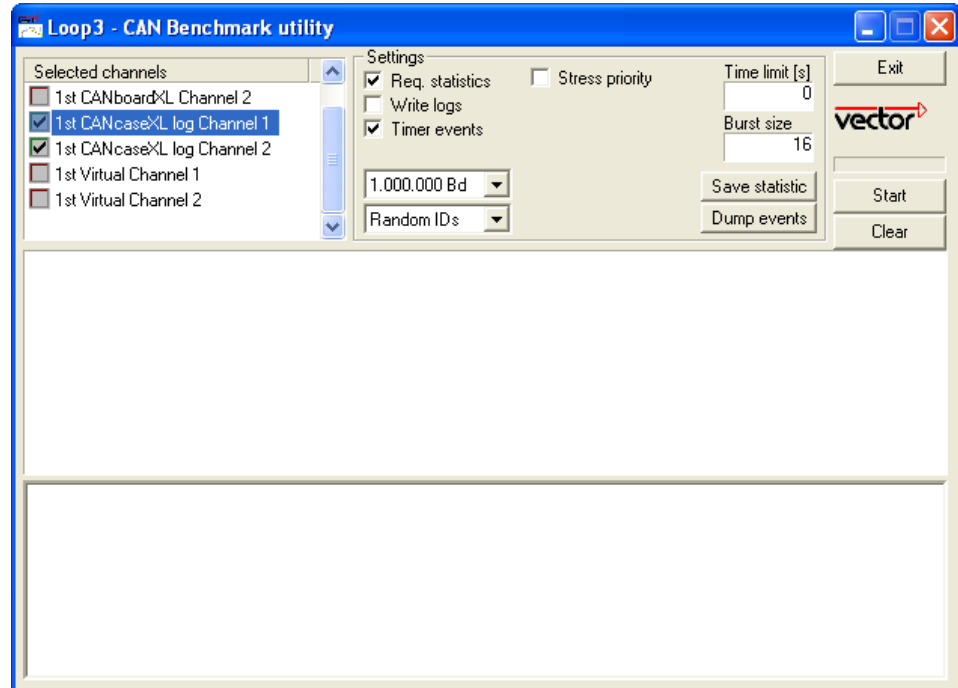 Loop3 - CAN Benchmark utility
Selected channels
1st CANboardXL Channel 2
1st CANcaseXL log Channel 1
1st CANcaseXL log Channel 2
1st Virtual Channel 1
1st Virtual Channel 2
Settings
Req. statistics
Write logs
Timer events
Stress priority
1.000.000 Bd
Random IDs
Time limit [s]
0
Burst size
16
Save statistic
Dump events
Exit
vector
Start
Clear